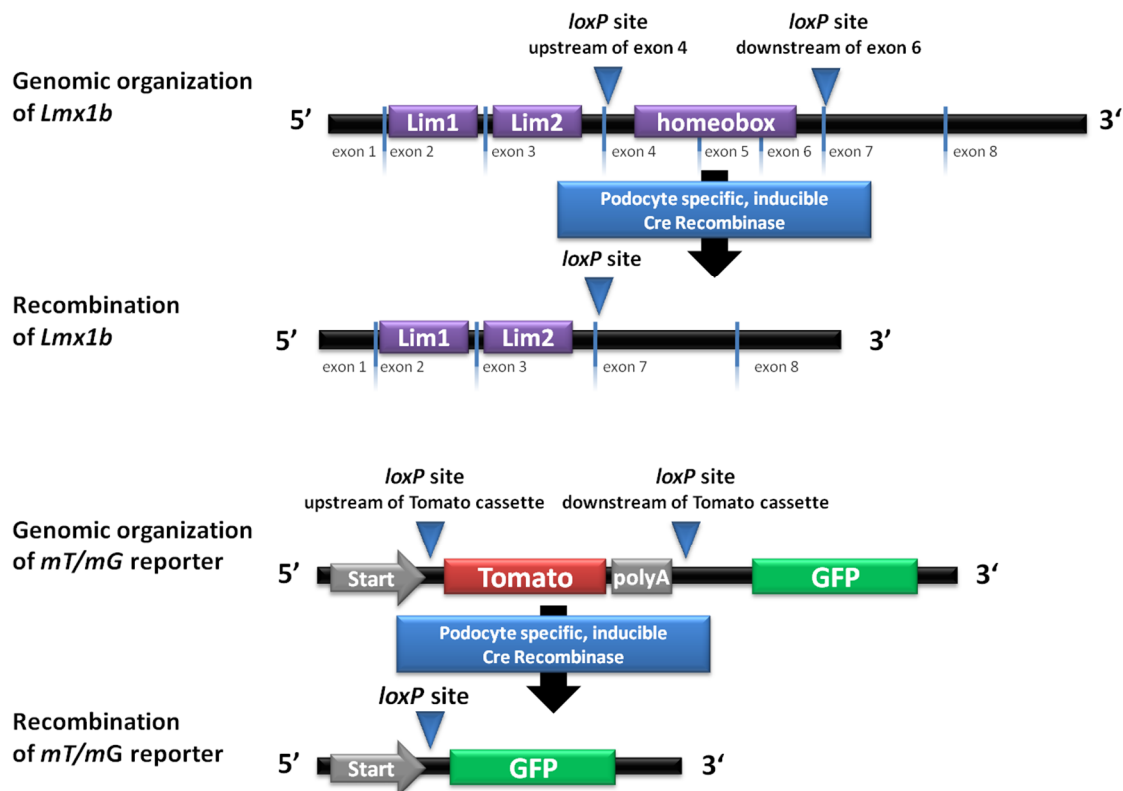 loxP site
upstream of exon 4
loxP site
downstream of exon 6
Genomic organization
of Lmx1b
5’
Lim1
Lim2
homeobox
3‘
exon 1
exon 2
exon 3
exon 4
exon 5
exon 6
exon 7
exon 8
Podocyte specific, inducible
Cre Recombinase
loxP site
Recombination
of Lmx1b
5’
Lim1
Lim2
3’
exon 1
exon 2
exon 3
exon 7
exon 8
loxP site
upstream of Tomato cassette
loxP site
downstream of Tomato cassette
Genomic organization
of mT/mG reporter
5’
Start
Tomato
polyA
GFP
3‘
Podocyte specific, inducible
Cre Recombinase
loxP site
Recombination
of mT/mG reporter
5’
Start
GFP
3‘